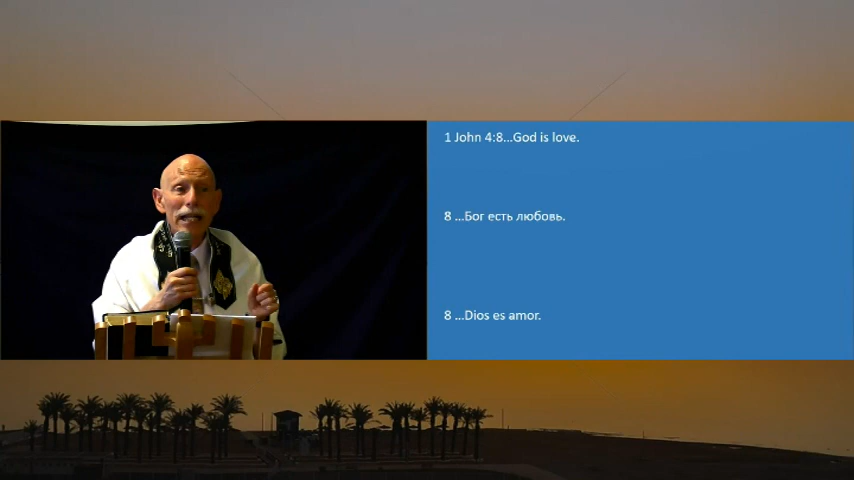 1 John 4:8...God is love.
8 ...Бог есть любовь.
8 ...Dios es amor.